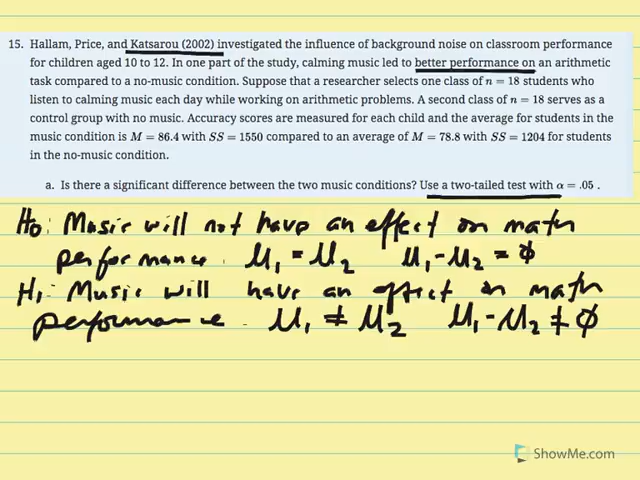 15. Hallam, Price, and Katsarou (2002) investigated the influence of background noise on classroom performance
for children aged 10 to 12. In one part of the study, calming music led to better performance on an arithmetic
task compared to a no-music condition. Suppose that a researcher selects one class of n = 18 students who
listen to calming music each day while working on arithmetic problems. A second class of n = 18 serves as a
control group with no music. Accuracy scores are measured for each child and the average for students in the
music condition is M = 86.4 with SS = 1550 compared to an average of M = 78.8 with SS = 1204 for students
in the no-music condition.
a. Is there a significant difference between the two music conditions? Use a two-tailed test with α = .05 .
H0: Music will not have an effect on math
performance. μ1 = μ2 μ1 - μ2 = ϕ
H1: Music will have an effect on math
performance. μ1 ≠ μ2 μ1 - μ2 ≠ ϕ
ShowMe.com